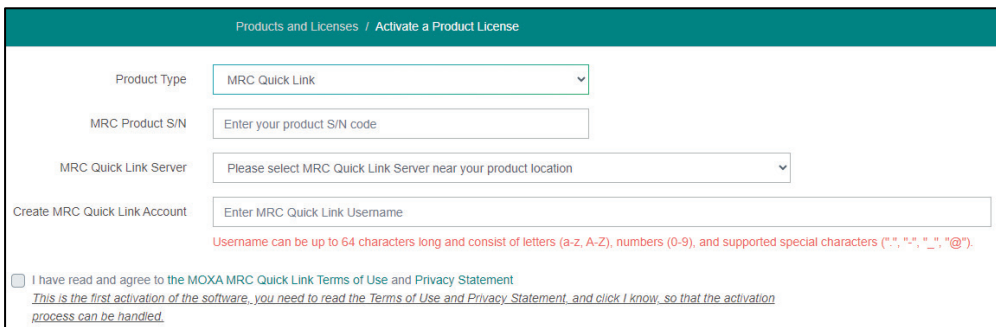 Products and Licenses / Activate a Product License
Product Type
MRC Quick Link
MRC Product S/N
Enter your product S/N code
MRC Quick Link Server
Please select MRC Quick Link Server near your product location
Create MRC Quick Link Account
Enter MRC Quick Link Username
Username can be up to 64 characters long and consist of letters (a-z, A-Z), numbers (0-9), and supported special characters (".", "-", "_", "@").
I have read and agree to the MOXA MRC Quick Link Terms of Use and Privacy Statement
This is the first activation of the software, you need to read the Terms of Use and Privacy Statement, and click I know, so that the activation
process can be handled.